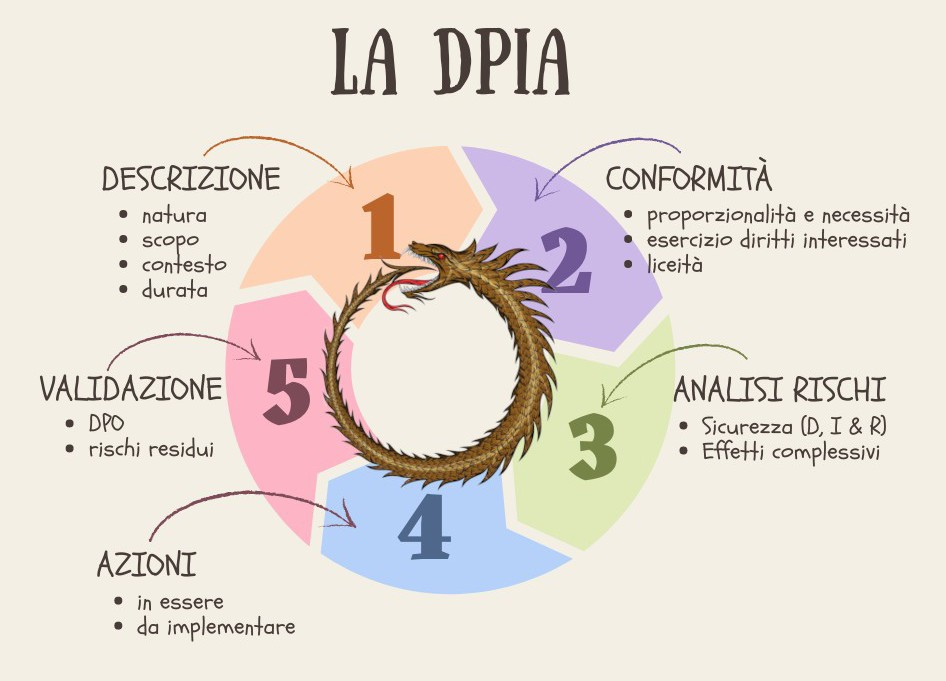 LA DPIA
1
DESCRIZIONE
• natura
• scopo
• contesto
• durata
2
CONFORMITÀ
• proporzionalità e necessità
• esercizio diritti interessati
• liceità
3
ANALISI RISCHI
• Sicurezza (D, I & R)
• Effetti complessivi
4
AZIONI
• in essere
• da implementare
5
VALIDAZIONE
• DPO
• rischi residui